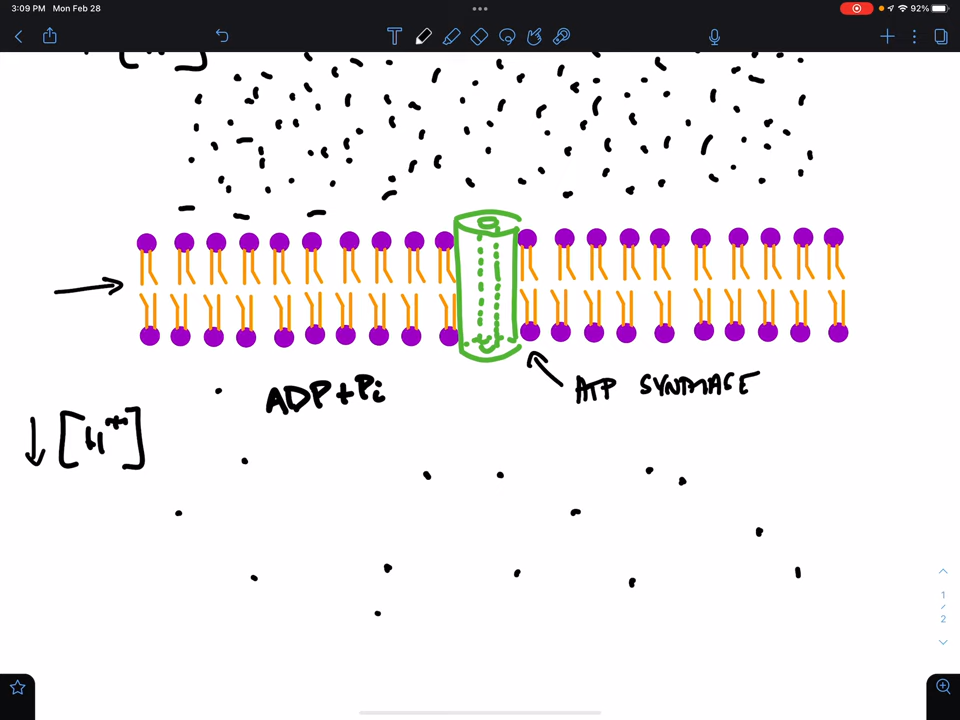 3:09 PM Mon Feb 28
92%
T
ADP+Pi
ATP SYNTHASE
↓ [H⁺]
1
/
2